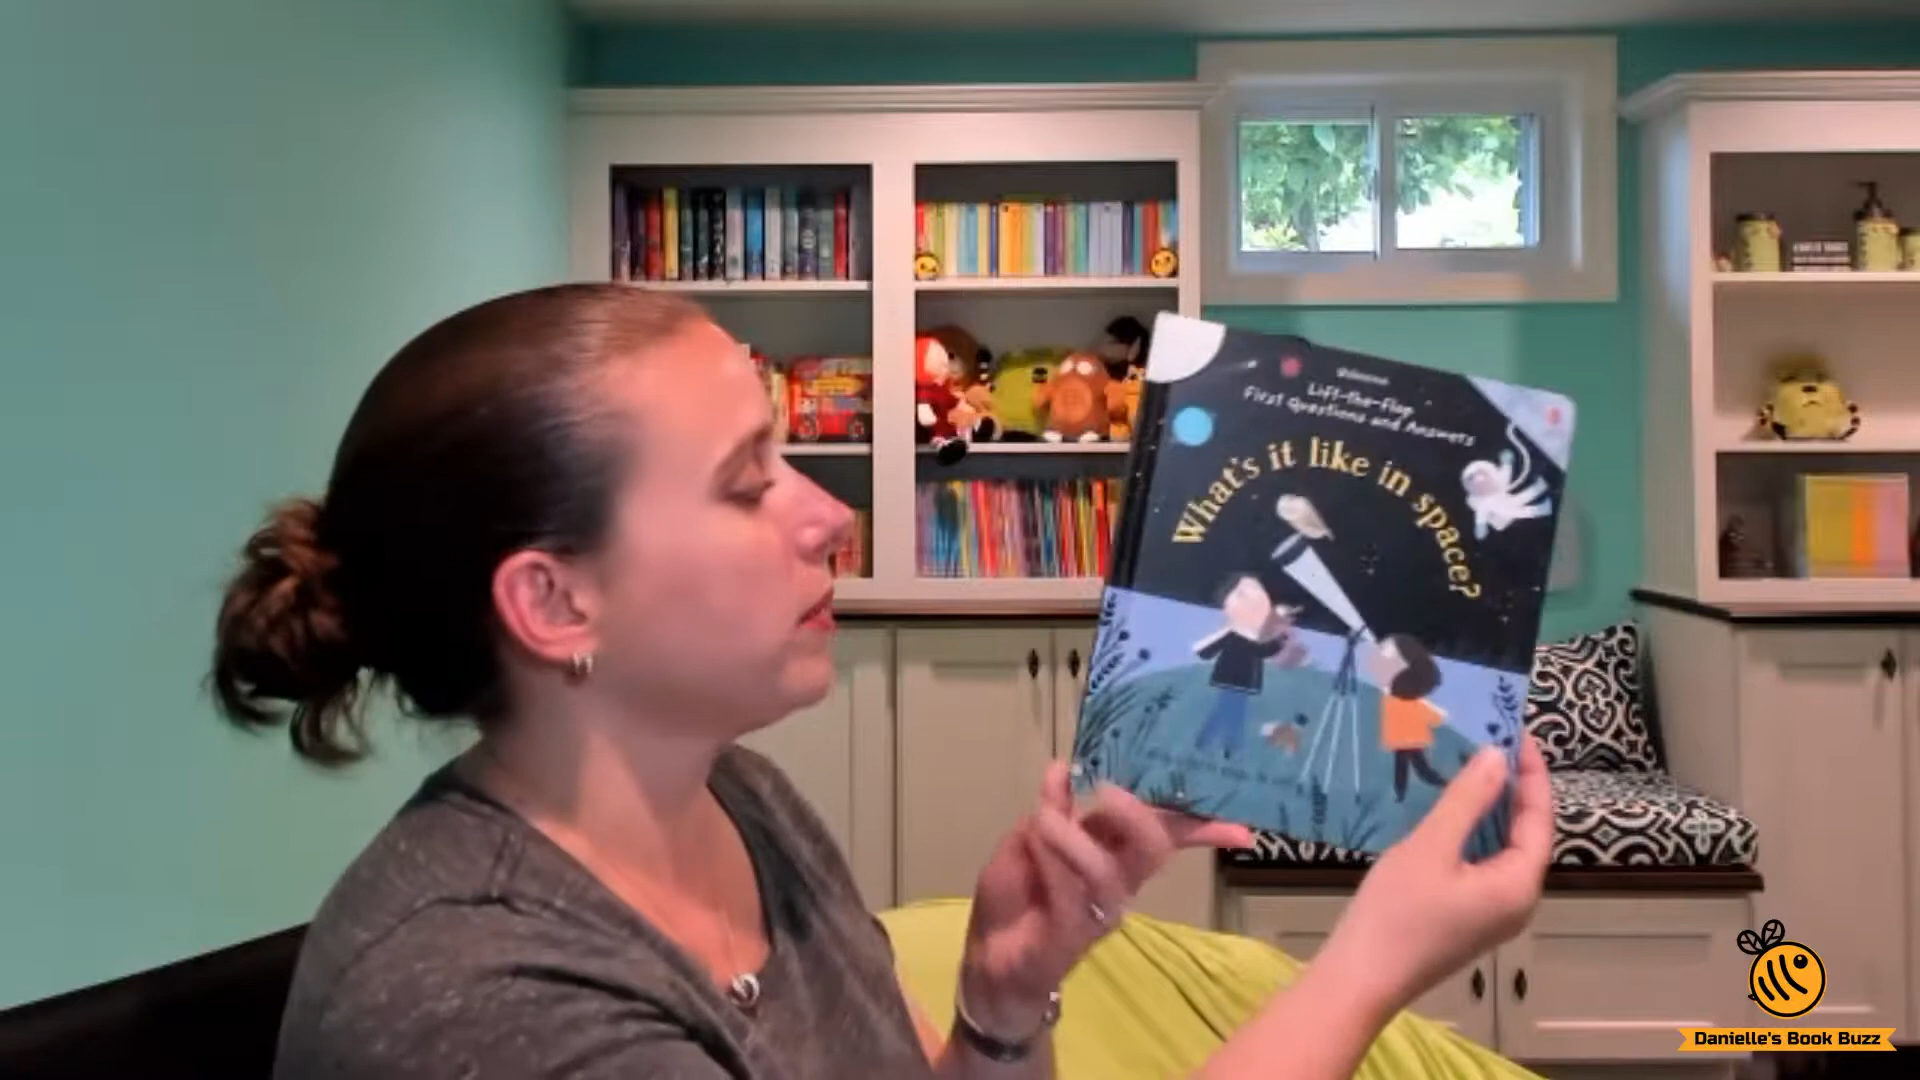 Usborne
Lift-the-Flap
First Questions and Answers
What's it like in space?
Danielle's Book Buzz